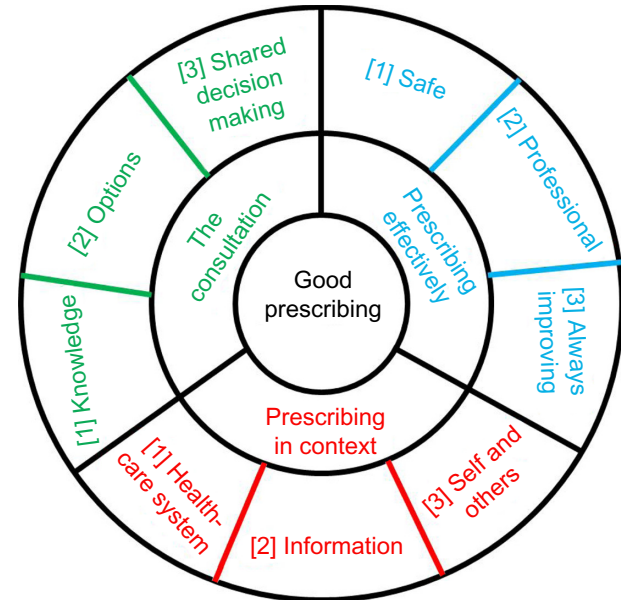 Good
prescribing
The
consultation
[1] Knowledge
[2] Options
[3] Shared
decision
making
Prescribing
effectively
[1] Safe
[2] Professional
[3] Always
improving
Prescribing
in context
[1] Health-
care system
[2] Information
[3] Self and
others